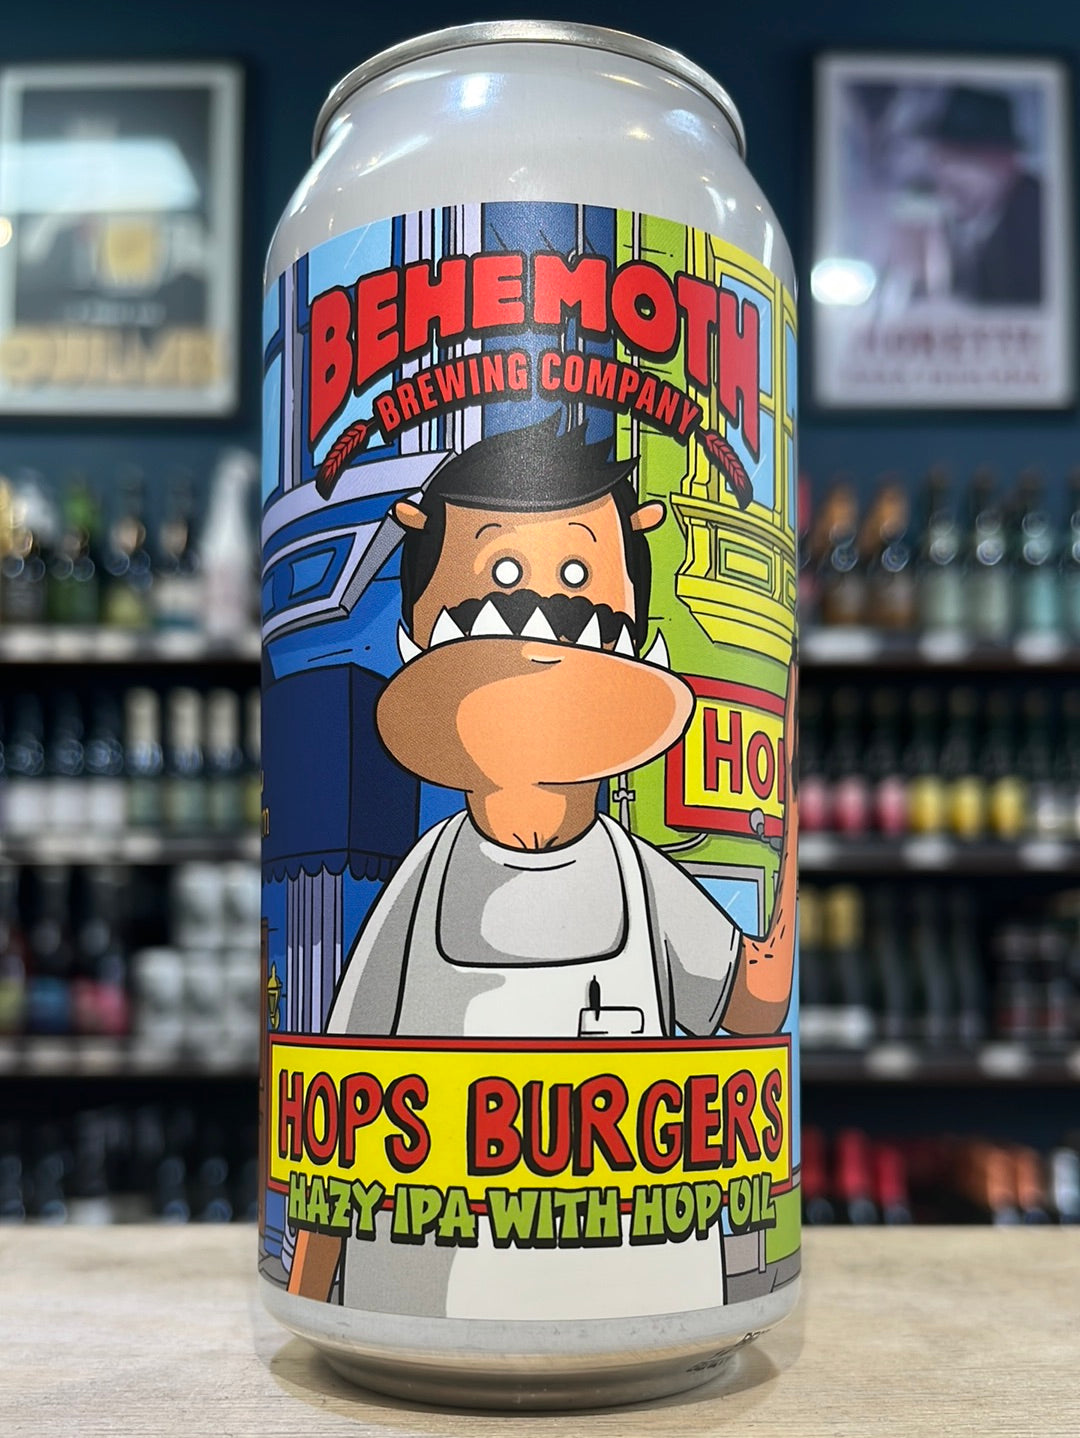 BEHEMOTH
BREWING COMPANY
HOPS BURGERS
HAZY IPA WITH HOP OIL